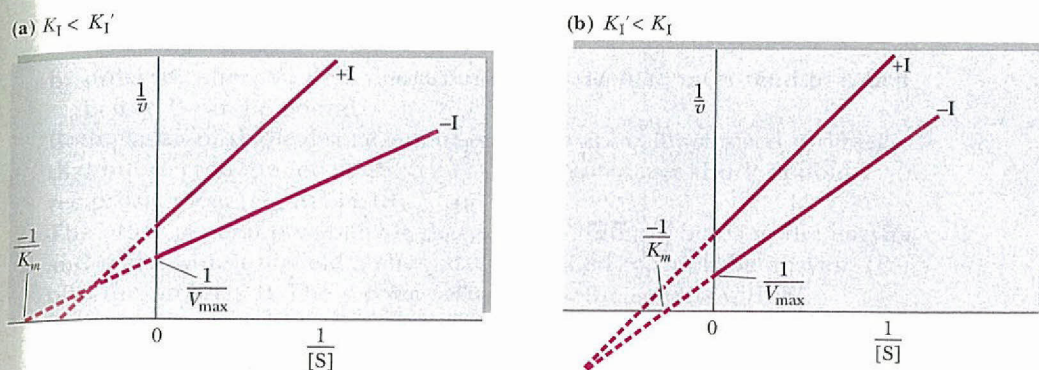 (a) K_I < K_I′
1/v
+I
−I
−1/K_m
1/V_max
0
1/[S]
(b) K_I′ < K_I
1/v
+I
−I
−1/K_m
1/V_max
0
1/[S]